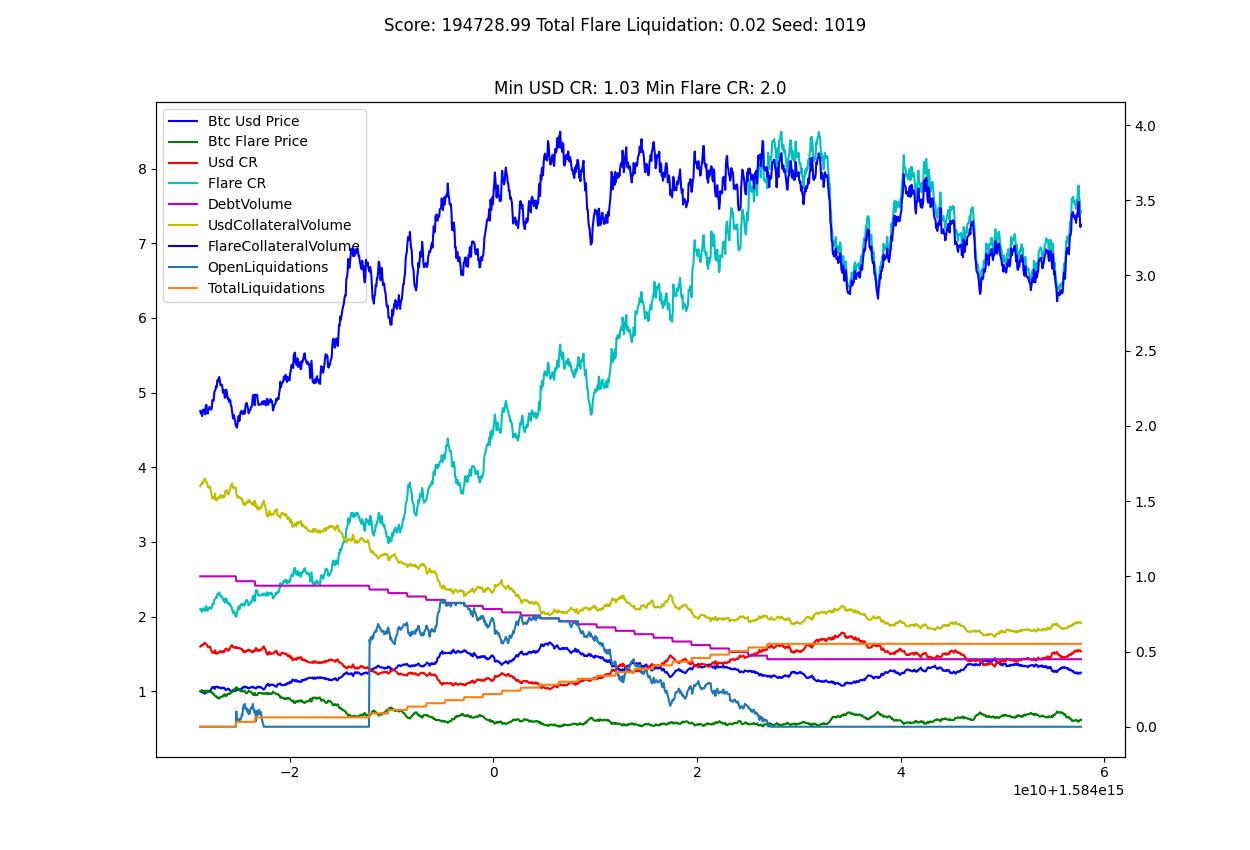 Score: 194728.99 Total Flare Liquidation: 0.02 Seed: 1019
Min USD CR: 1.03 Min Flare CR: 2.0
Btc Usd Price
Btc Flare Price
Usd CR
Flare CR
DebtVolume
UsdCollateralVolume
FlareCollateralVolume
OpenLiquidations
TotalLiquidations
8
7
6
5
4
3
2
1
4.0
3.5
3.0
2.5
2.0
1.5
1.0
0.5
0.0
−2 0 2 4 6
1e10+1.584e15